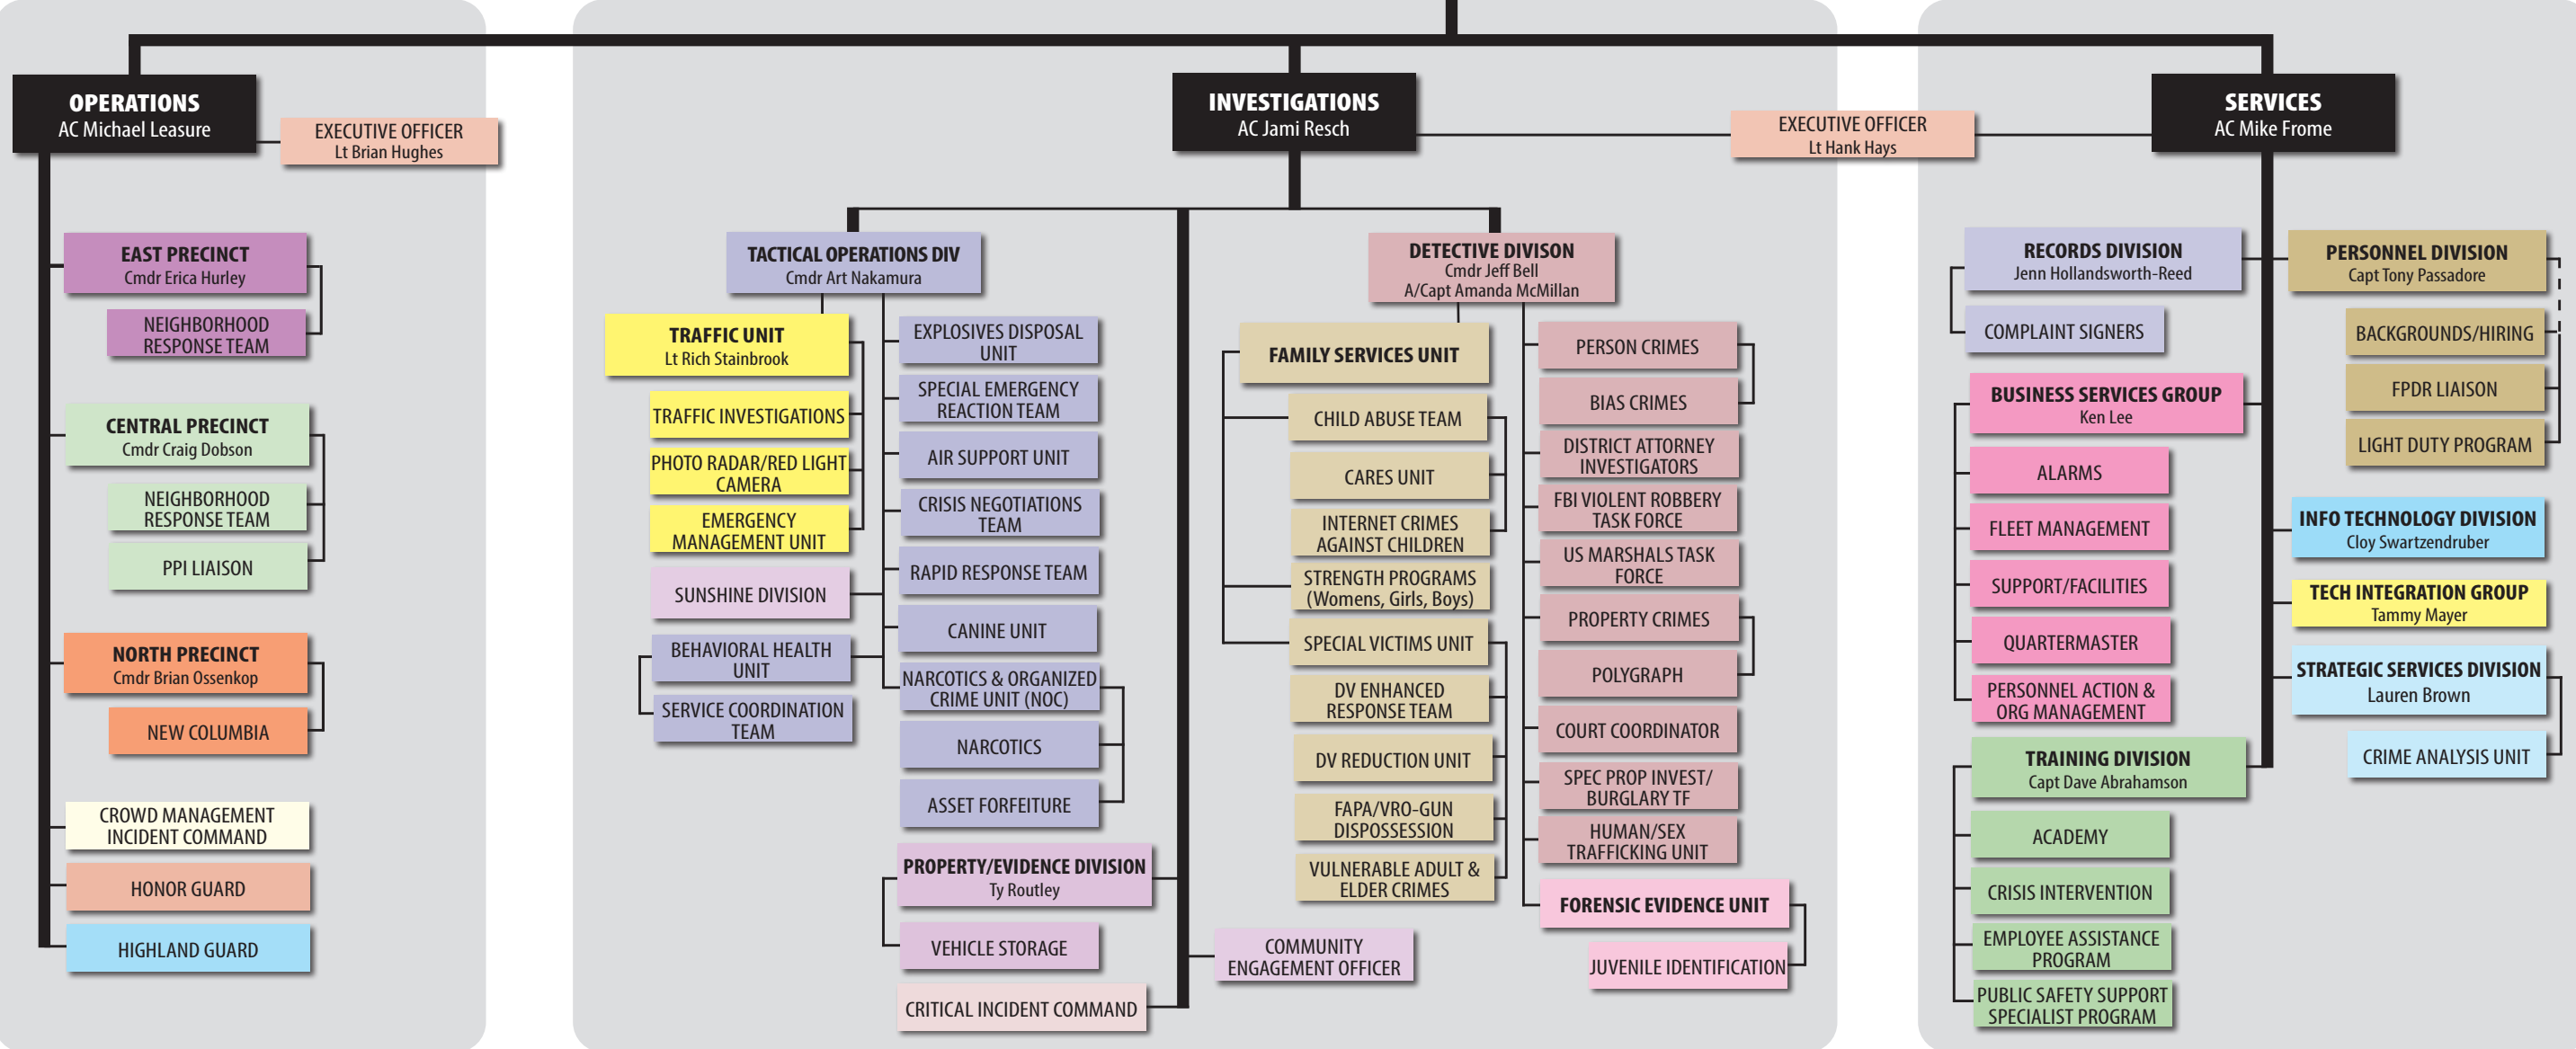 OPERATIONS
AC Michael Leasure
EXECUTIVE OFFICER
Lt Brian Hughes
EAST PRECINCT
Cmdr Erica Hurley
NEIGHBORHOOD
RESPONSE TEAM
CENTRAL PRECINCT
Cmdr Craig Dobson
NEIGHBORHOOD
RESPONSE TEAM
PPI LIAISON
NORTH PRECINCT
Cmdr Brian Ossenkop
NEW COLUMBIA
CROWD MANAGEMENT
INCIDENT COMMAND
HONOR GUARD
HIGHLAND GUARD
INVESTIGATIONS
AC Jami Resch
EXECUTIVE OFFICER
Lt Hank Hays
TACTICAL OPERATIONS DIV
Cmdr Art Nakamura
TRAFFIC UNIT
Lt Rich Stainbrook
TRAFFIC INVESTIGATIONS
PHOTO RADAR/RED LIGHT
CAMERA
EMERGENCY
MANAGEMENT UNIT
SUNSHINE DIVISION
BEHAVIORAL HEALTH
UNIT
SERVICE COORDINATION
TEAM
EXPLOSIVES DISPOSAL
UNIT
SPECIAL EMERGENCY
REACTION TEAM
AIR SUPPORT UNIT
CRISIS NEGOTIATIONS
TEAM
RAPID RESPONSE TEAM
CANINE UNIT
NARCOTICS & ORGANIZED
CRIME UNIT (NOC)
NARCOTICS
ASSET FORFEITURE
PROPERTY/EVIDENCE DIVISION
Ty Routley
VEHICLE STORAGE
CRITICAL INCIDENT COMMAND
COMMUNITY
ENGAGEMENT OFFICER
DETECTIVE DIVISON
Cmdr Jeff Bell
A/Capt Amanda McMillan
FAMILY SERVICES UNIT
CHILD ABUSE TEAM
CARES UNIT
INTERNET CRIMES
AGAINST CHILDREN
STRENGTH PROGRAMS
(Womens, Girls, Boys)
SPECIAL VICTIMS UNIT
DV ENHANCED
RESPONSE TEAM
DV REDUCTION UNIT
FAPA/VRO-GUN
DISPOSSESSION
VULNERABLE ADULT &
ELDER CRIMES
PERSON CRIMES
BIAS CRIMES
DISTRICT ATTORNEY
INVESTIGATORS
FBI VIOLENT ROBBERY
TASK FORCE
US MARSHALS TASK
FORCE
PROPERTY CRIMES
POLYGRAPH
COURT COORDINATOR
SPEC PROP INVEST/
BURGLARY TF
HUMAN/SEX
TRAFFICKING UNIT
FORENSIC EVIDENCE UNIT
JUVENILE IDENTIFICATION
SERVICES
AC Mike Frome
RECORDS DIVISION
Jenn Hollandsworth-Reed
COMPLAINT SIGNERS
BUSINESS SERVICES GROUP
Ken Lee
ALARMS
FLEET MANAGEMENT
SUPPORT/FACILITIES
QUARTERMASTER
PERSONNEL ACTION &
ORG MANAGEMENT
TRAINING DIVISION
Capt Dave Abrahamson
ACADEMY
CRISIS INTERVENTION
EMPLOYEE ASSISTANCE
PROGRAM
PUBLIC SAFETY SUPPORT
SPECIALIST PROGRAM
PERSONNEL DIVISION
Capt Tony Passadore
BACKGROUNDS/HIRING
FPDR LIAISON
LIGHT DUTY PROGRAM
INFO TECHNOLOGY DIVISION
Cloy Swartzendruber
TECH INTEGRATION GROUP
Tammy Mayer
STRATEGIC SERVICES DIVISION
Lauren Brown
CRIME ANALYSIS UNIT